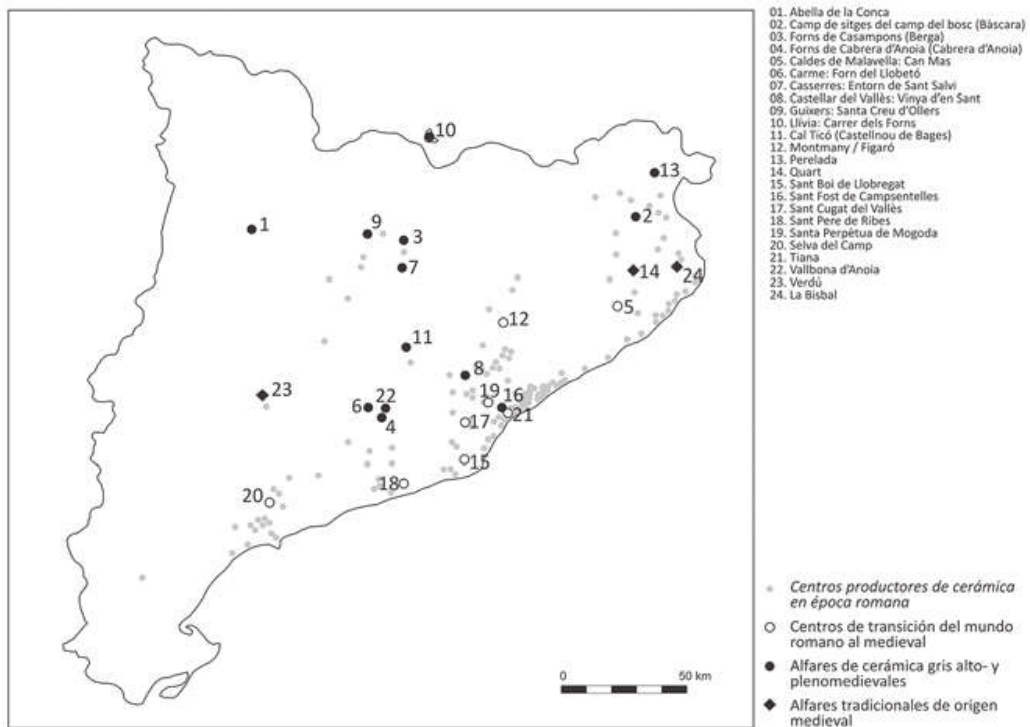 01. Abella de la Conca
02. Camp de sitges del camp del bosc (Bàscara)
03. Forns de Casampons (Berga)
04. Forns de Cabrera d'Anoia (Cabrera d'Anoia)
05. Caldes de Malavella: Can Mas
06. Carme: Forn del Llobetó
07. Casserres: Entorn de Sant Salvi
08. Castellar del Vallès: Vinya d'en Sant
09. Guixers: Santa Creu d'Ollers
10. Llívia: Carrer dels Forns
11. Cal Ticó (Castellnou de Bages)
12. Montmany / Figaró
13. Perelada
14. Quart
15. Sant Boi de Llobregat
16. Sant Fost de Campsentelles
17. Sant Cugat del Vallès
18. Sant Pere de Ribes
19. Santa Perpètua de Mogoda
20. Selva del Camp
21. Tiana
22. Vallbona d'Anoia
23. Verdú
24. La Bisbal
10
13
1
9
3
2
7
14
24
5
12
11
8
23
19
16
6
22
21
4
17
15
18
20
Centros productores de cerámica
en época romana
Centros de transición del mundo
romano al medieval
Alfares de cerámica gris alto- y
plenomedievales
Alfares tradicionales de origen
medieval
0 50 km